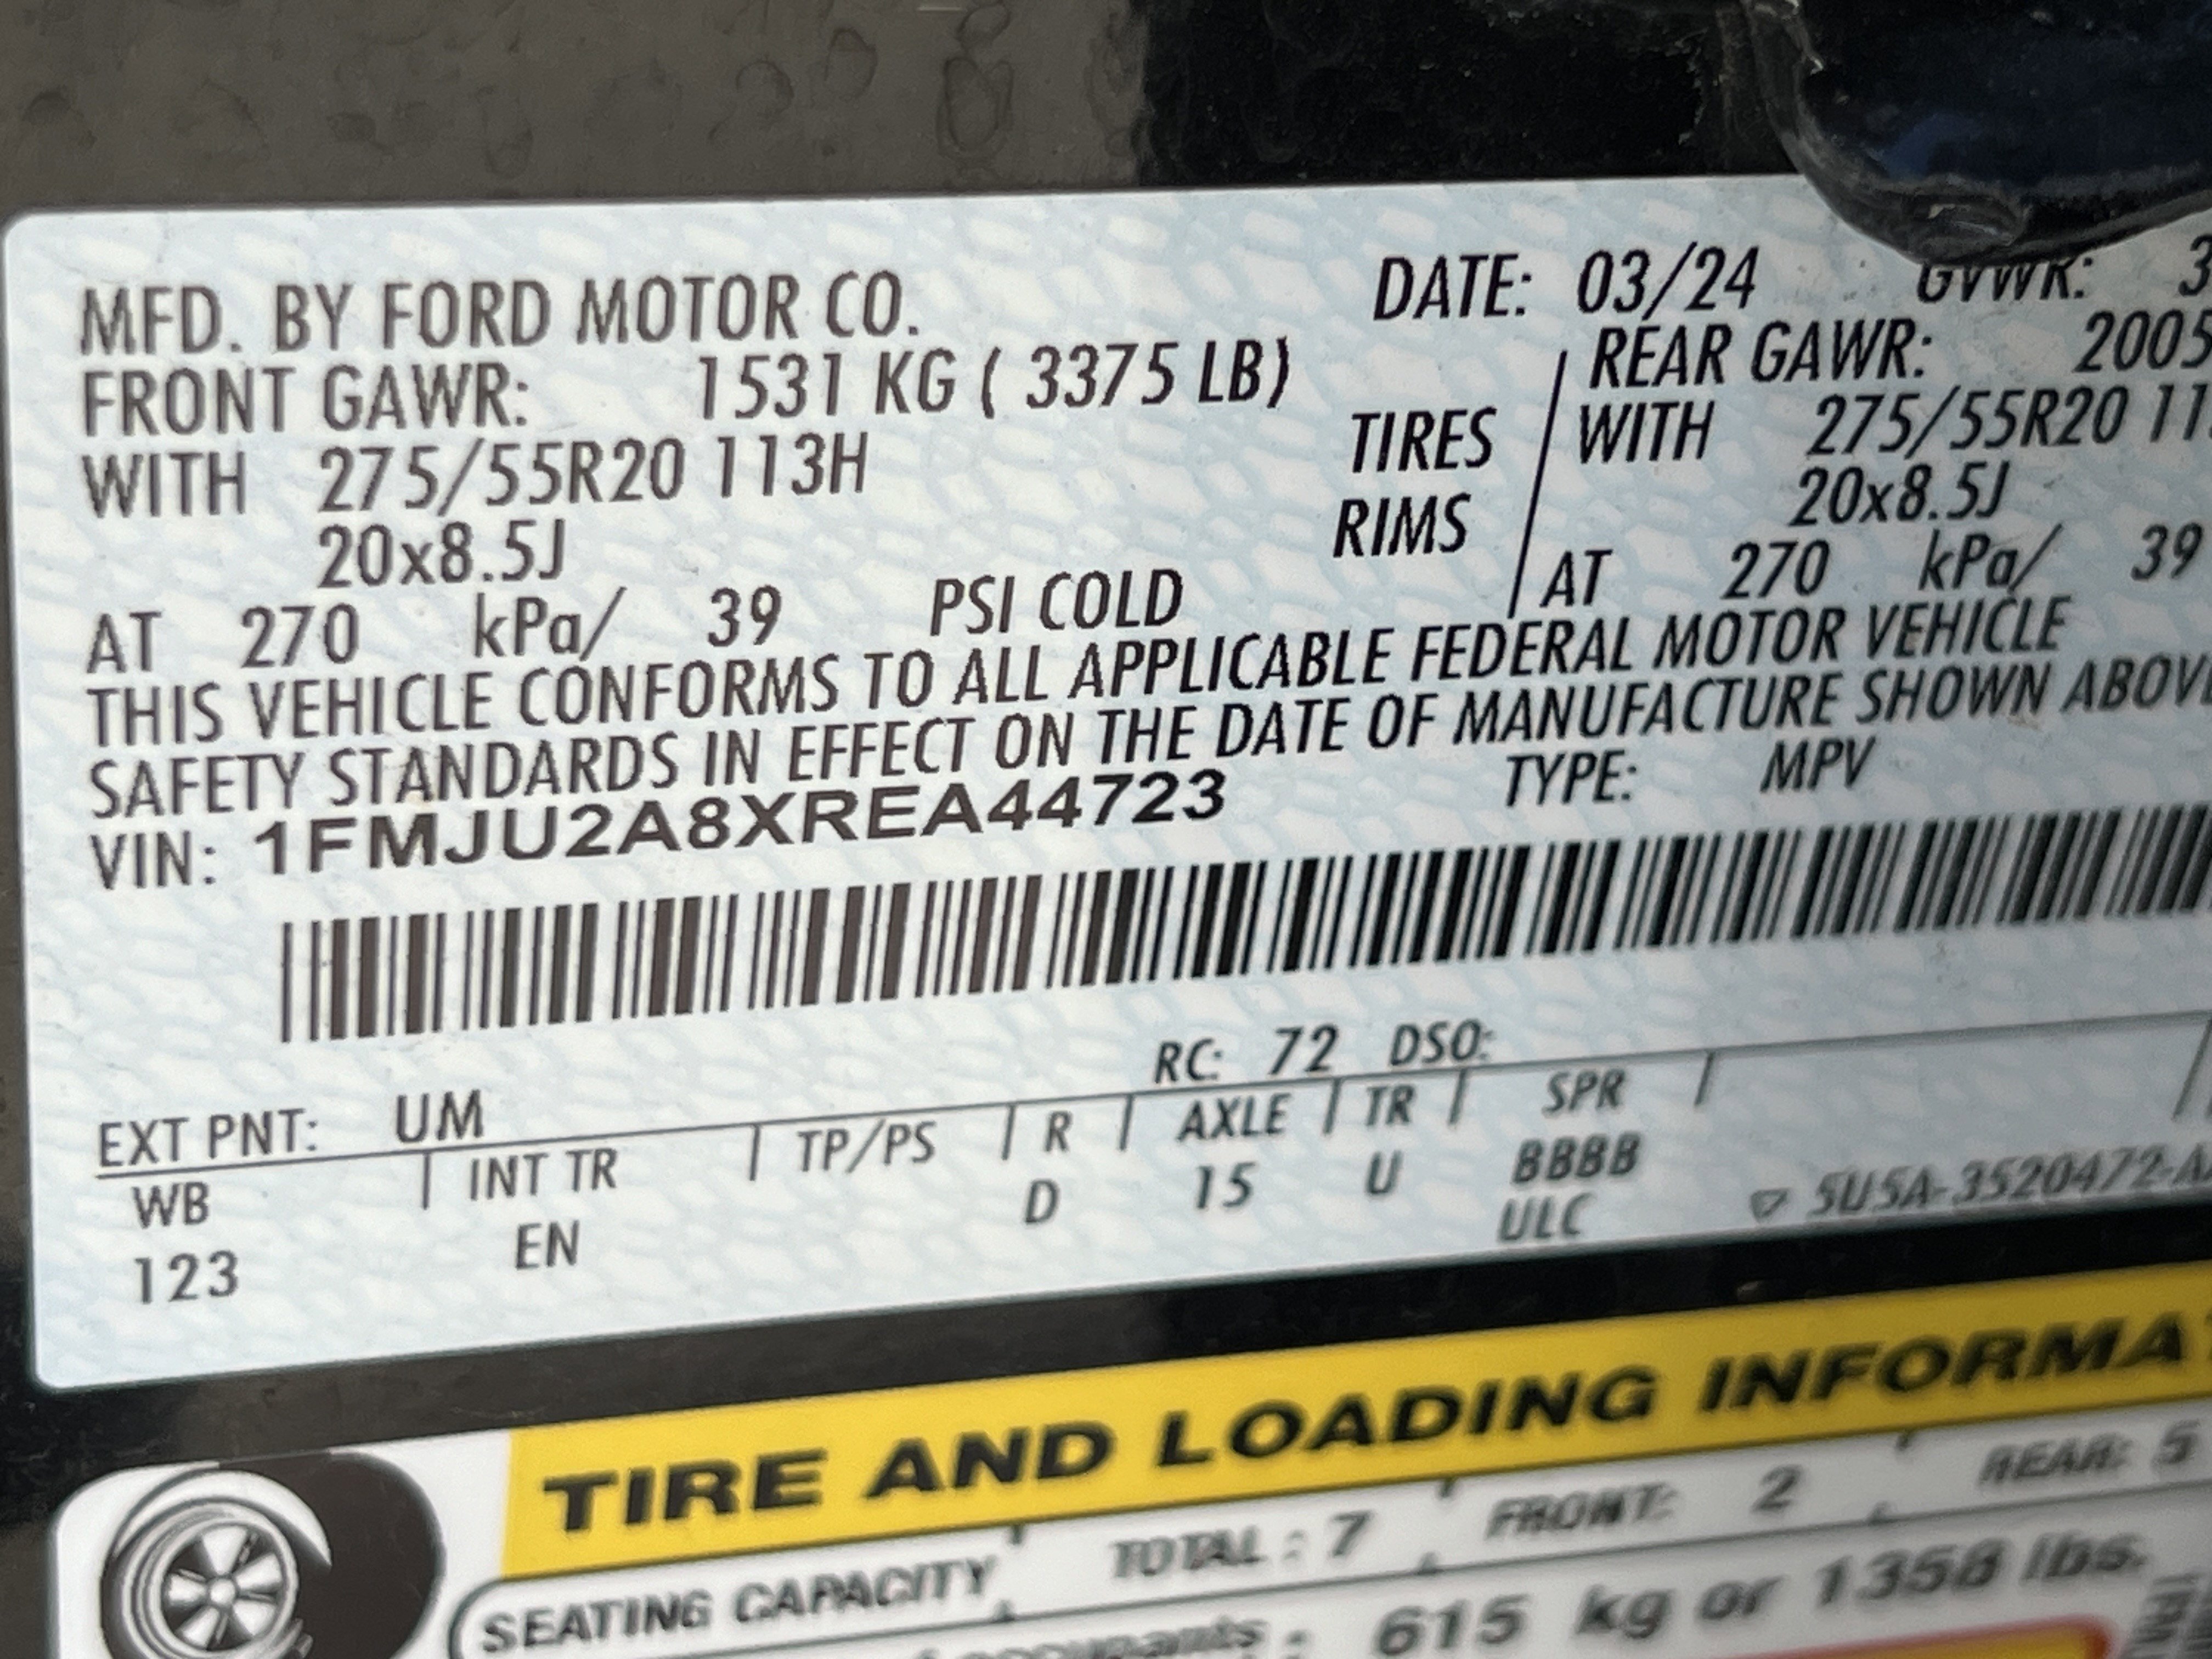 MFD. BY FORD MOTOR CO. DATE: 03/24 GVWR: 3
FRONT GAWR: 1531 KG ( 3375 LB) REAR GAWR: 2005
WITH 275/55R20 113H TIRES WITH 275/55R20 11
20x8.5J RIMS 20x8.5J
AT 270 kPa/ 39 PSI COLD AT 270 kPa/ 39
THIS VEHICLE CONFORMS TO ALL APPLICABLE FEDERAL MOTOR VEHICLE
SAFETY STANDARDS IN EFFECT ON THE DATE OF MANUFACTURE SHOWN ABOV
VIN: 1FMJU2A8XREA44723 TYPE: MPV
EXT PNT: UM RC: 72 DSO:
WB INT TR TP/PS R AXLE TR SPR
123 EN D 15 U BBBB
ULC 5U5A-3520472-A
TIRE AND LOADING INFORMA
SEATING CAPACITY TOTAL : 7 FRONT: 2 REAR: 5
occupants : 615 kg or 1358 lbs.